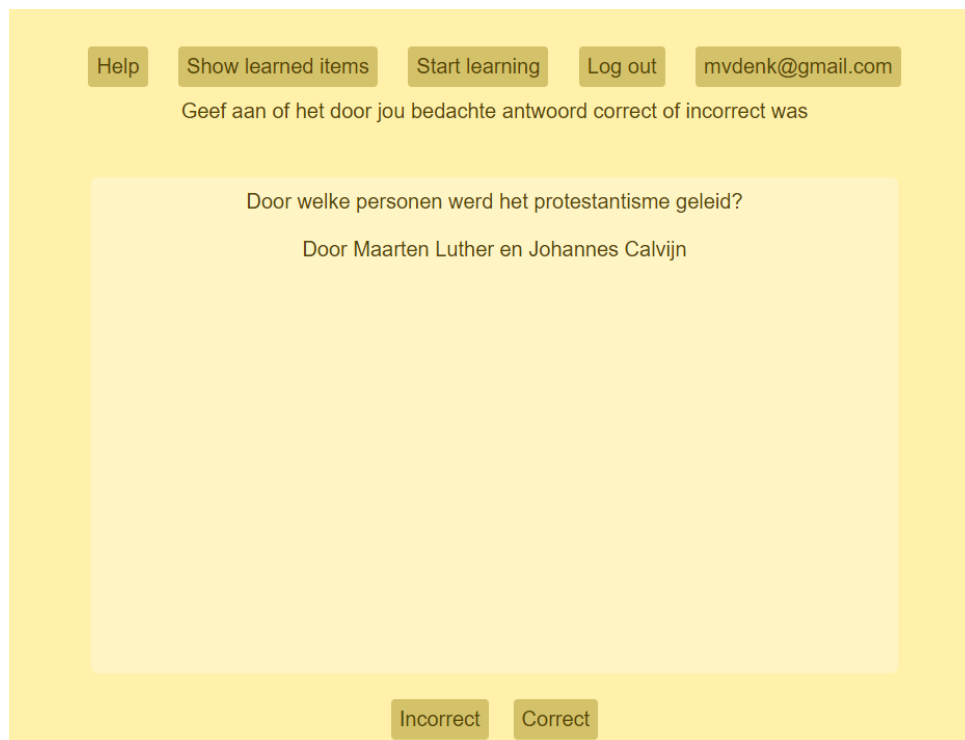 Help Show learned items Start learning Log out mvdenk@gmail.com
Geef aan of het door jou bedachte antwoord correct of incorrect was
Door welke personen werd het protestantisme geleid?
Door Maarten Luther en Johannes Calvijn
Incorrect Correct